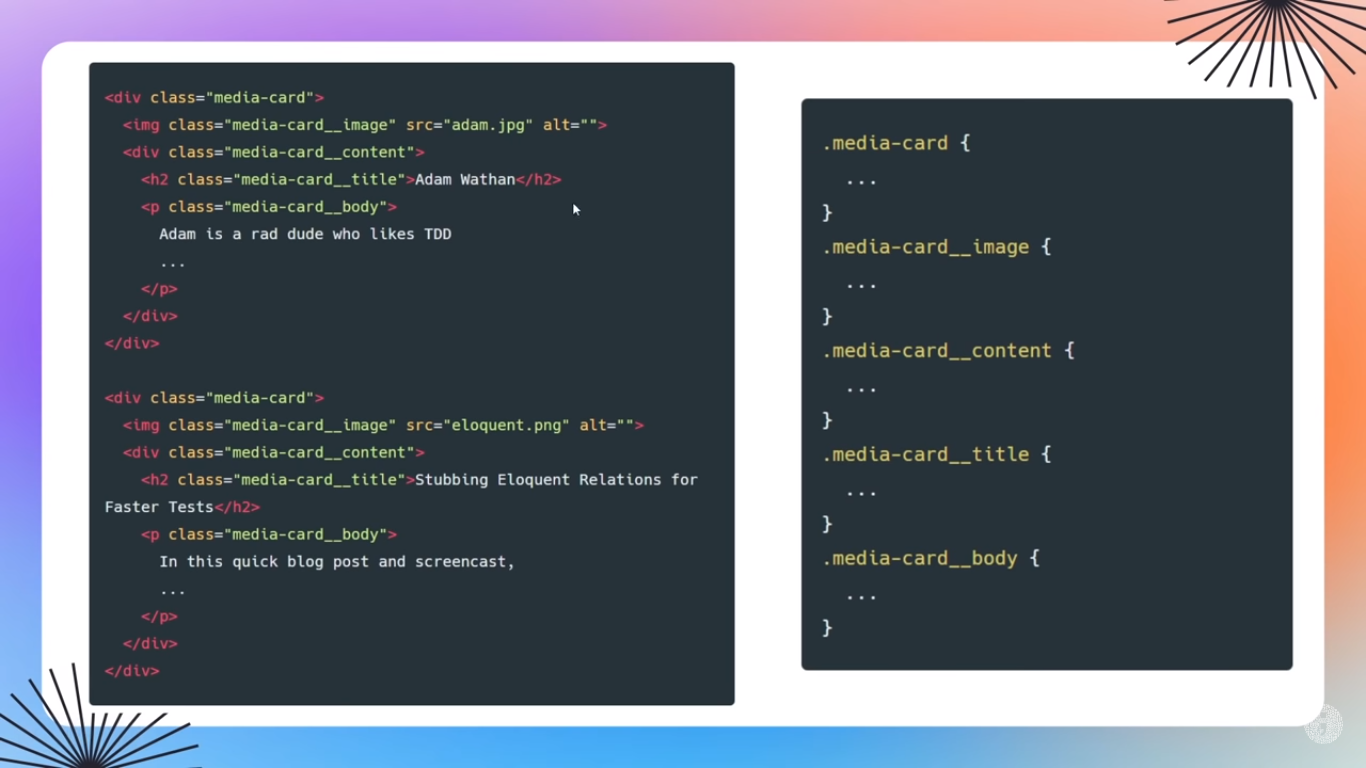 <div class="media-card">
<img class="media-card__image" src="adam.jpg" alt="">
<div class="media-card__content">
<h2 class="media-card__title">Adam Wathan</h2>
<p class="media-card__body">
Adam is a rad dude who likes TDD
...
</p>
</div>
</div>
<div class="media-card">
<img class="media-card__image" src="eloquent.png" alt="">
<div class="media-card__content">
<h2 class="media-card__title">Stubbing Eloquent Relations for
Faster Tests</h2>
<p class="media-card__body">
In this quick blog post and screencast,
...
</p>
</div>
</div>
.media-card {
...
}
.media-card__image {
...
}
.media-card__content {
...
}
.media-card__title {
...
}
.media-card__body {
...
}